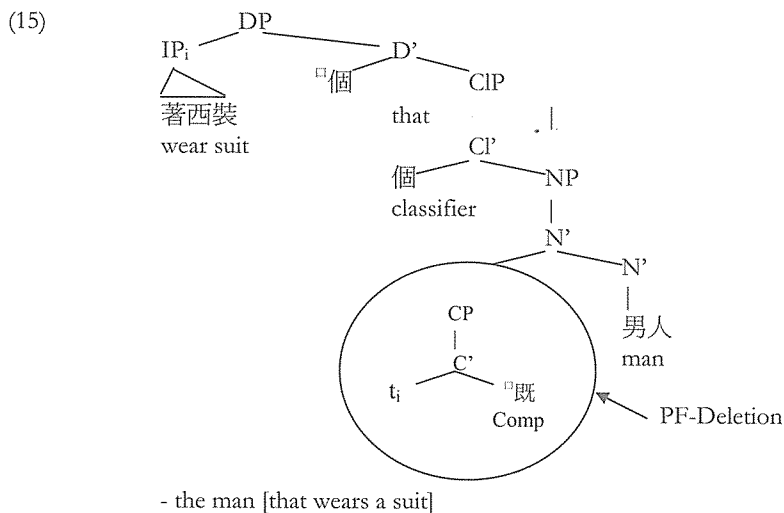 (15)
DP
IPi D’
□個 ClP
著西裝 that
wear suit
Cl’
個 NP
classifier
N’
N’
CP
男人
C’ man
ti □既
Comp PF-Deletion
- the man [that wears a suit]